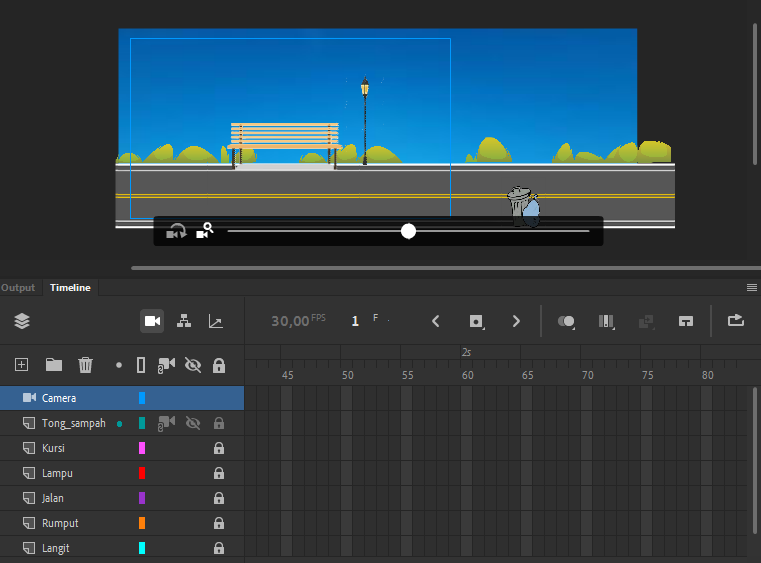 Output Timeline
30,00 FPS 1 F
2s
45 50 55 60 65 70 75 80
Camera
Tong_sampah
Kursi
Lampu
Jalan
Rumput
Langit